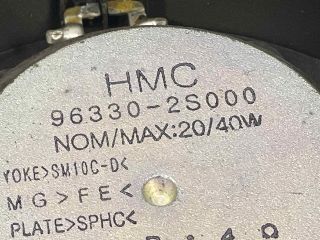 HMC
96330-2S000
NOM/MAX:20/40W
YOKE>SM10C-D<
MG>FE<
PLATE>SPHC<